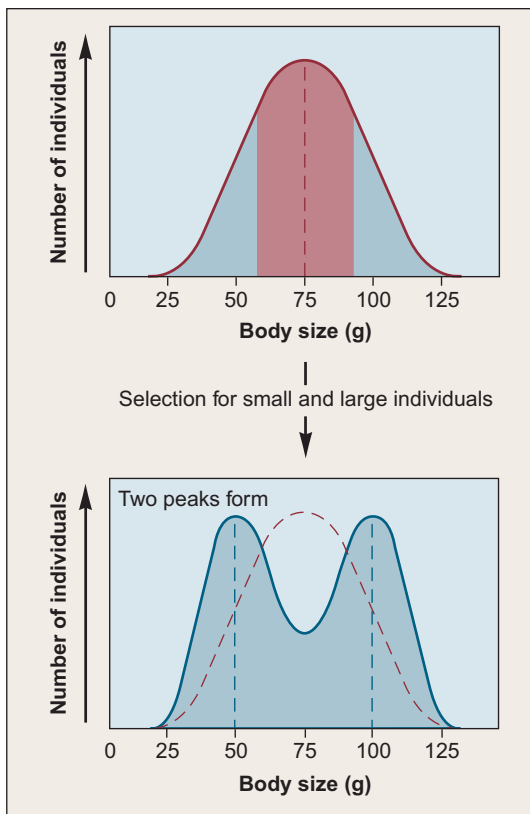 Number of individuals
0 25 50 75 100 125
Body size (g)
Selection for small and large individuals
Two peaks form
Number of individuals
0 25 50 75 100 125
Body size (g)